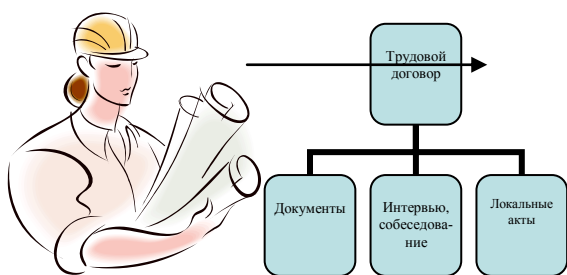 Трудовой
договор
Документы
Интервью,
собеседова-
ние
Локальные
акты